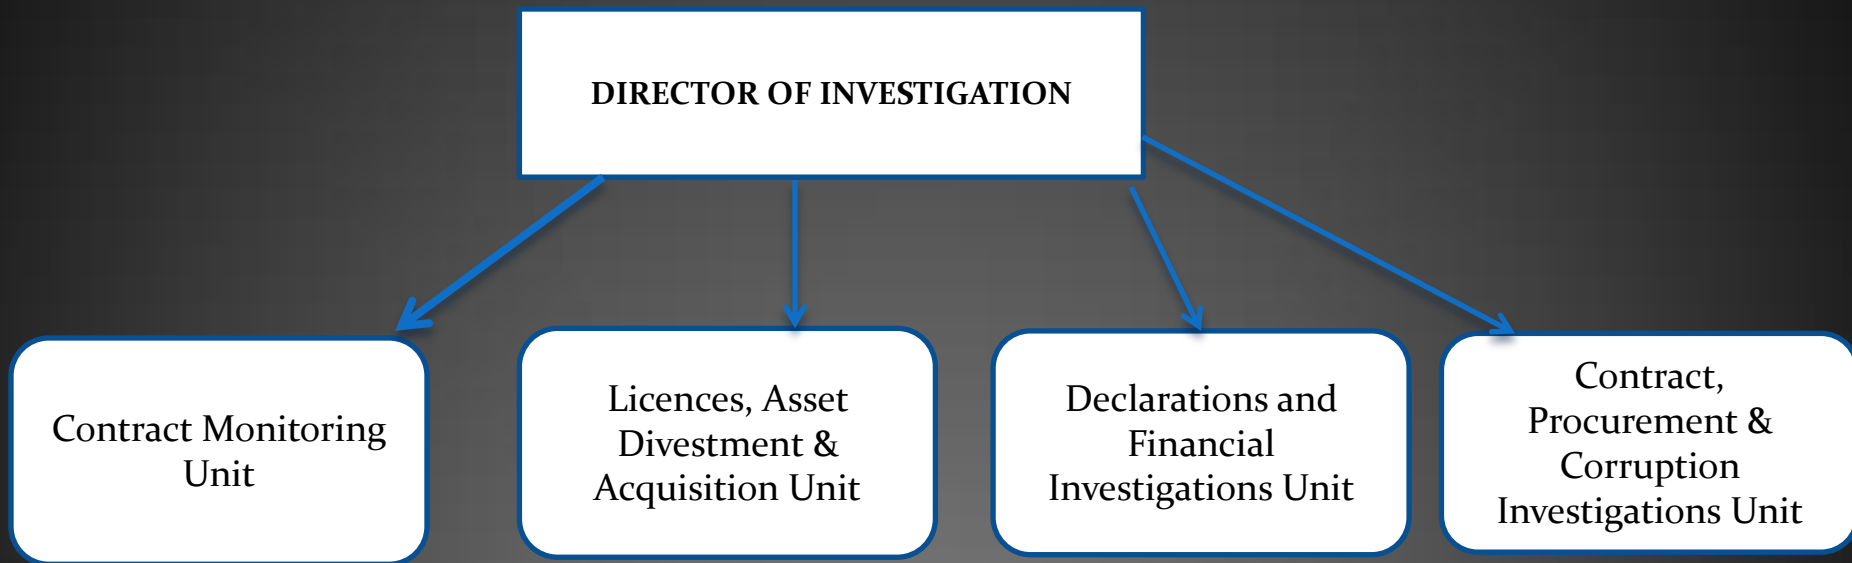 DIRECTOR OF INVESTIGATION
Contract Monitoring
Unit
Licences, Asset
Divestment &
Acquisition Unit
Declarations and
Financial
Investigations Unit
Contract,
Procurement &
Corruption
Investigations Unit